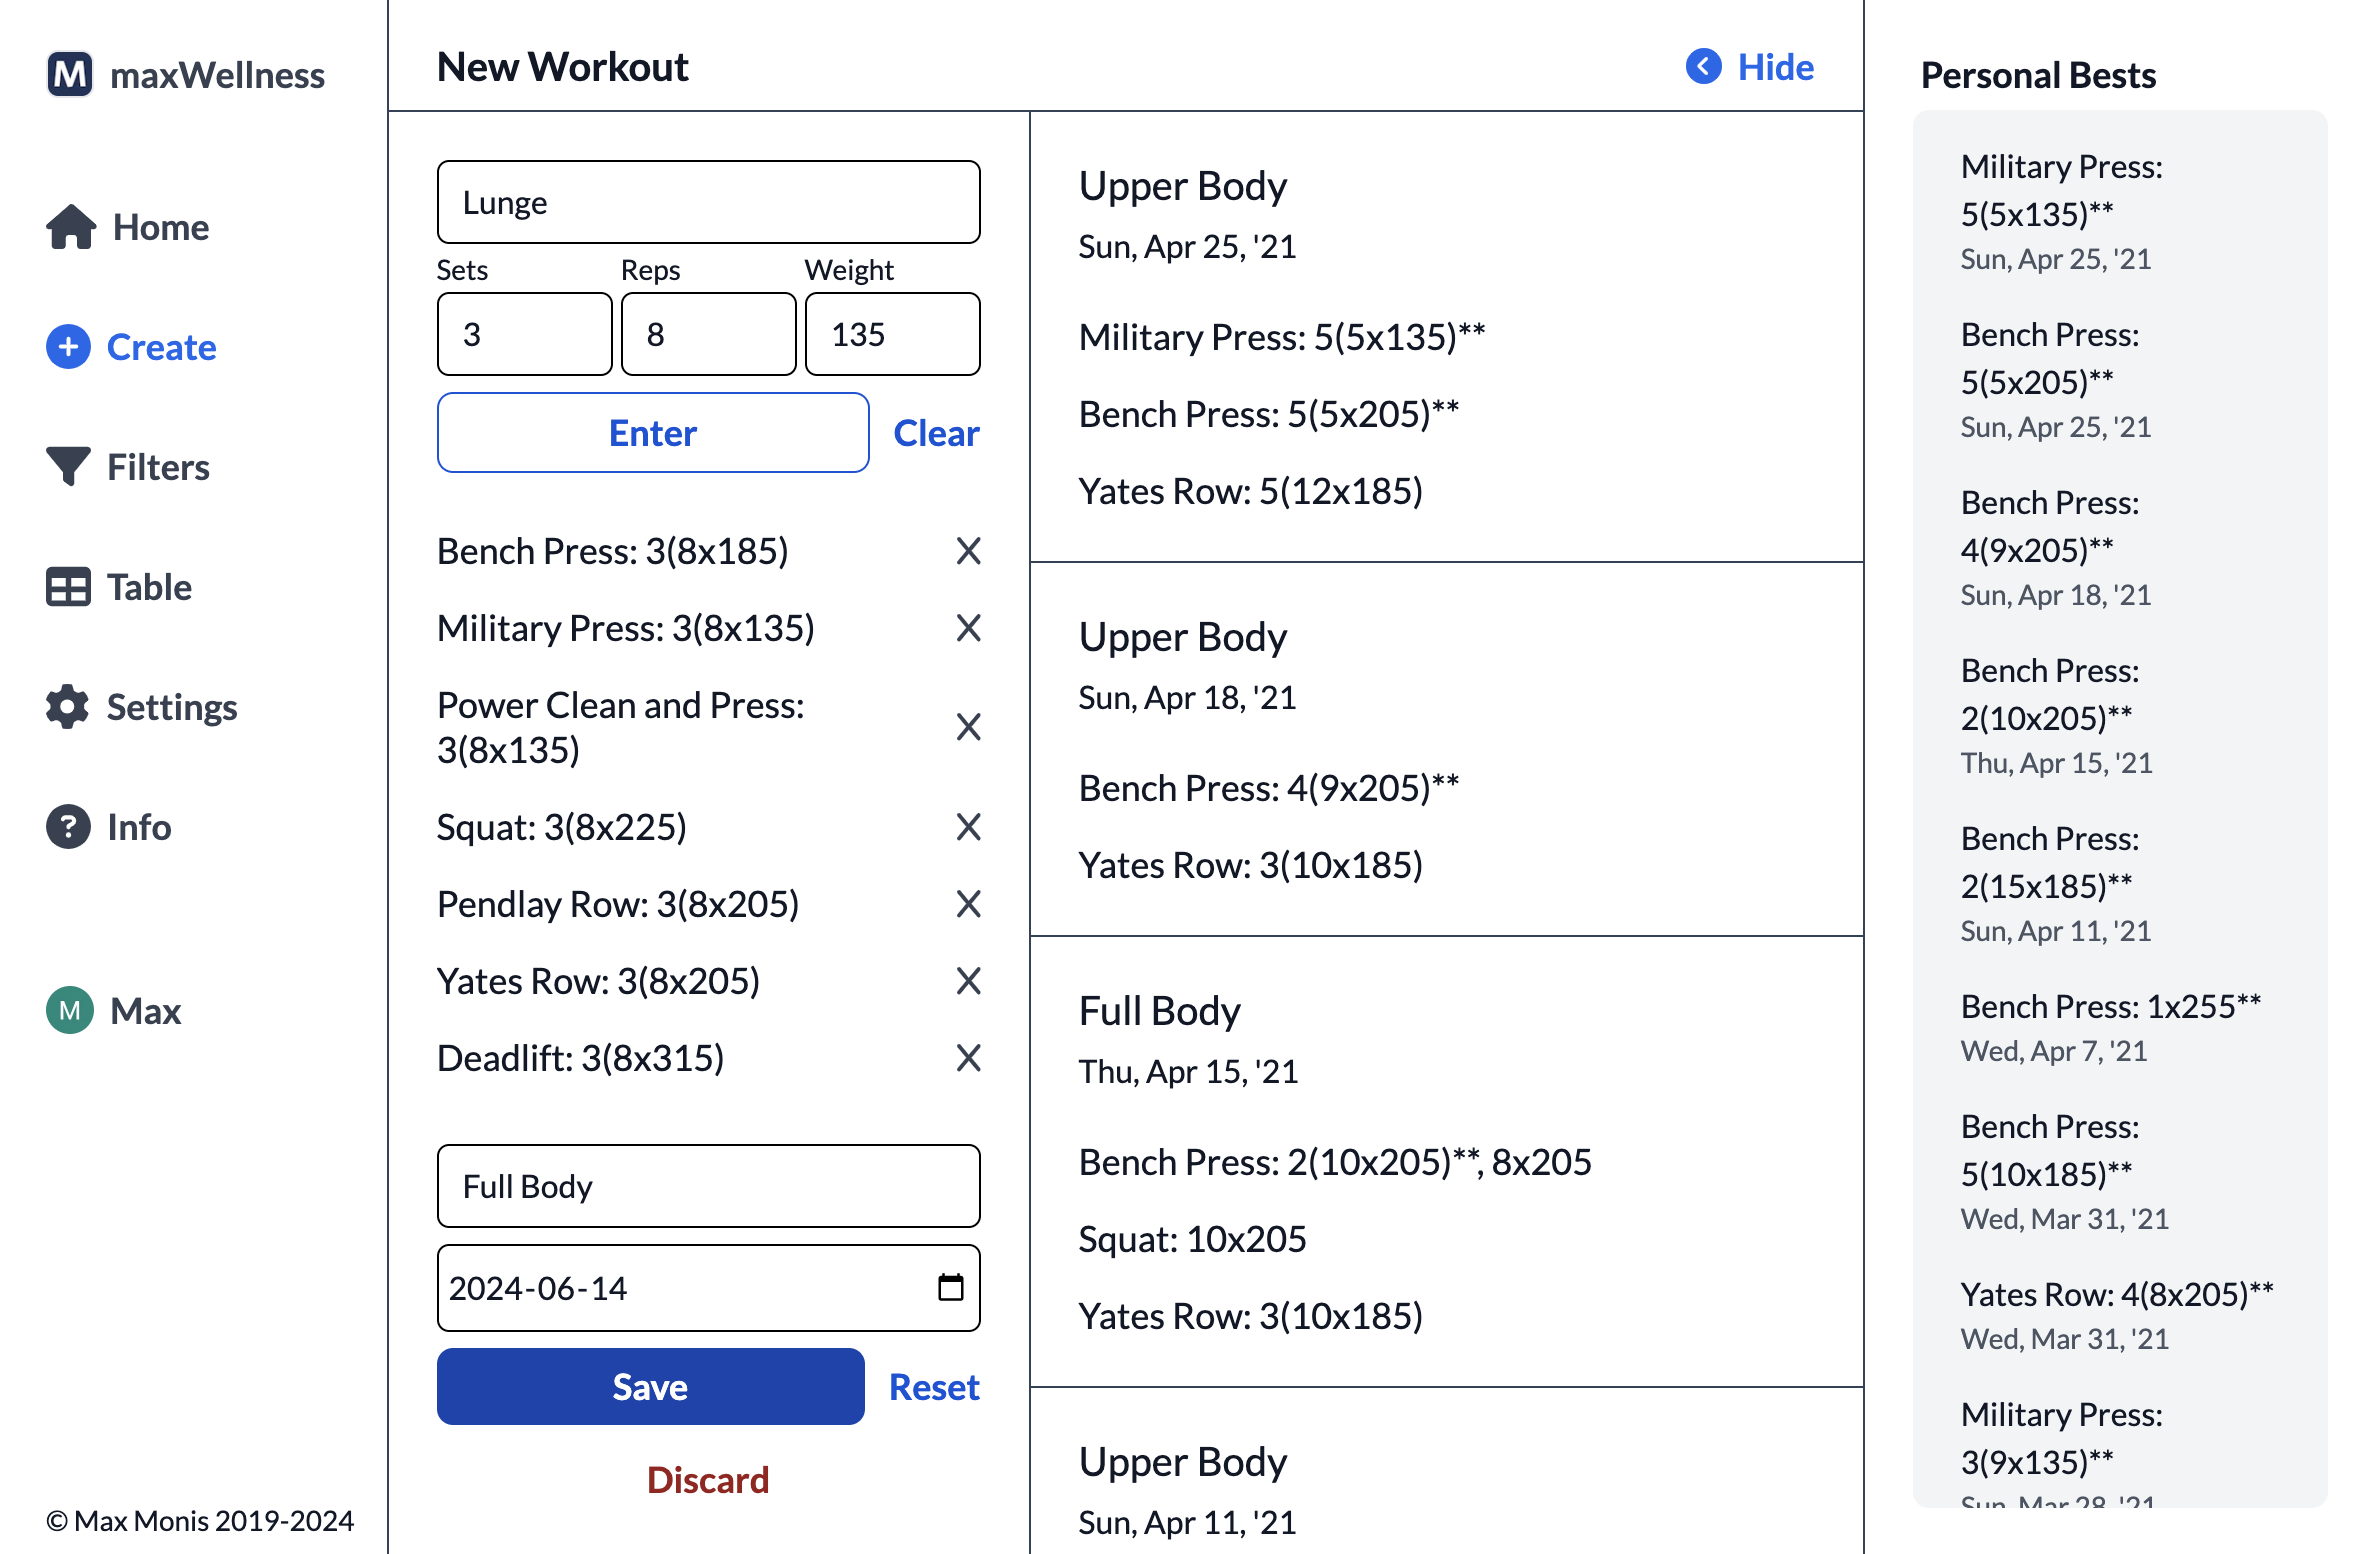 M maxWellness
Home
Create
Filters
Table
Settings
? Info
M Max
© Max Monis 2019-2024
New Workout
Hide
Lunge
Sets Reps Weight
3 8 135
Enter Clear
Bench Press: 3(8x185)
Military Press: 3(8x135)
Power Clean and Press:
3(8x135)
Squat: 3(8x225)
Pendlay Row: 3(8x205)
Yates Row: 3(8x205)
Deadlift: 3(8x315)
Full Body
2024-06-14
Save Reset
Discard
Upper Body
Sun, Apr 25, '21
Military Press: 5(5x135)**
Bench Press: 5(5x205)**
Yates Row: 5(12x185)
Upper Body
Sun, Apr 18, '21
Bench Press: 4(9x205)**
Yates Row: 3(10x185)
Full Body
Thu, Apr 15, '21
Bench Press: 2(10x205)**, 8x205
Squat: 10x205
Yates Row: 3(10x185)
Upper Body
Sun, Apr 11, '21
Personal Bests
Military Press:
5(5x135)**
Sun, Apr 25, '21
Bench Press:
5(5x205)**
Sun, Apr 25, '21
Bench Press:
4(9x205)**
Sun, Apr 18, '21
Bench Press:
2(10x205)**
Thu, Apr 15, '21
Bench Press:
2(15x185)**
Sun, Apr 11, '21
Bench Press: 1x255**
Wed, Apr 7, '21
Bench Press:
5(10x185)**
Wed, Mar 31, '21
Yates Row: 4(8x205)**
Wed, Mar 31, '21
Military Press:
3(9x135)**
Sun, Mar 28, '21